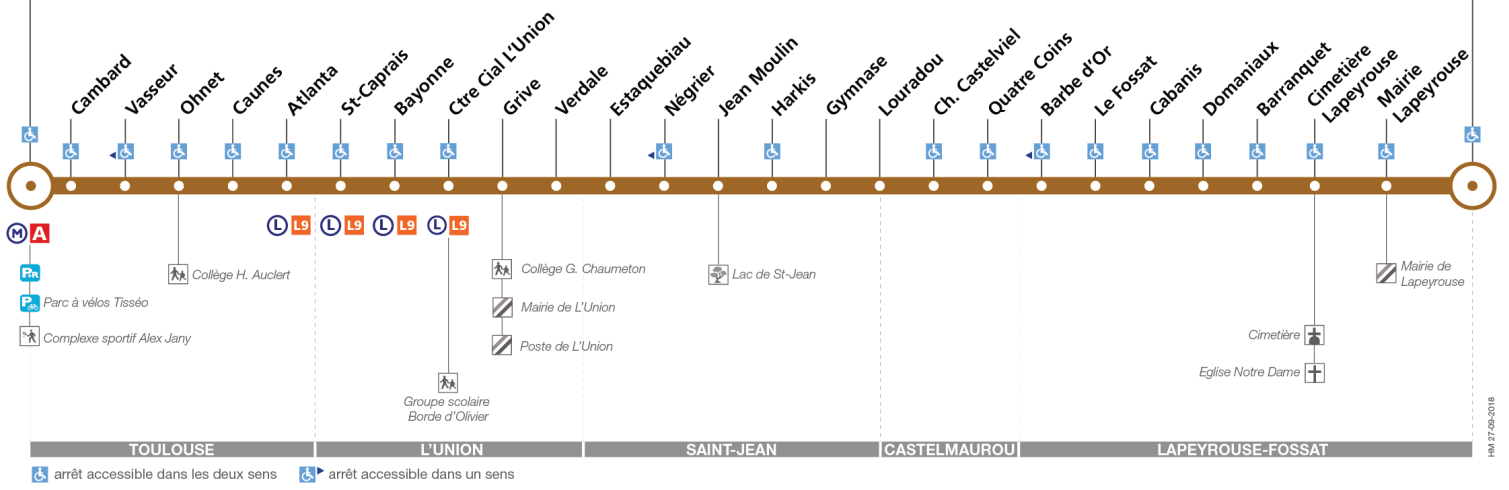 Cambard
Vasseur
Ohnet
Caunes
Atlanta
St-Caprais
Bayonne
Ctre Cial L'Union
Grive
Verdale
Estaquebiau
Négrier
Jean Moulin
Harkis
Gymnase
Louradou
Ch. Castelviel
Quatre Coins
Barbe d'Or
Le Fossat
Cabanis
Domaniaux
Barranquet
Cimetière
Lapeyrouse
Mairie
Lapeyrouse
M A
L L9
L L9
L L9
L L9
P+R
P
Parc à vélos Tisséo
Complexe sportif Alex Jany
Collège H. Auclert
Groupe scolaire
Borde d'Olivier
Collège G. Chaumeton
Mairie de L'Union
Poste de L'Union
Lac de St-Jean
Cimetière
Eglise Notre Dame
Mairie de
Lapeyrouse
TOULOUSE
L'UNION
SAINT-JEAN
CASTELMAUROU
LAPEYROUSE-FOSSAT
arrêt accessible dans les deux sens
arrêt accessible dans un sens
HM 27-09-2018